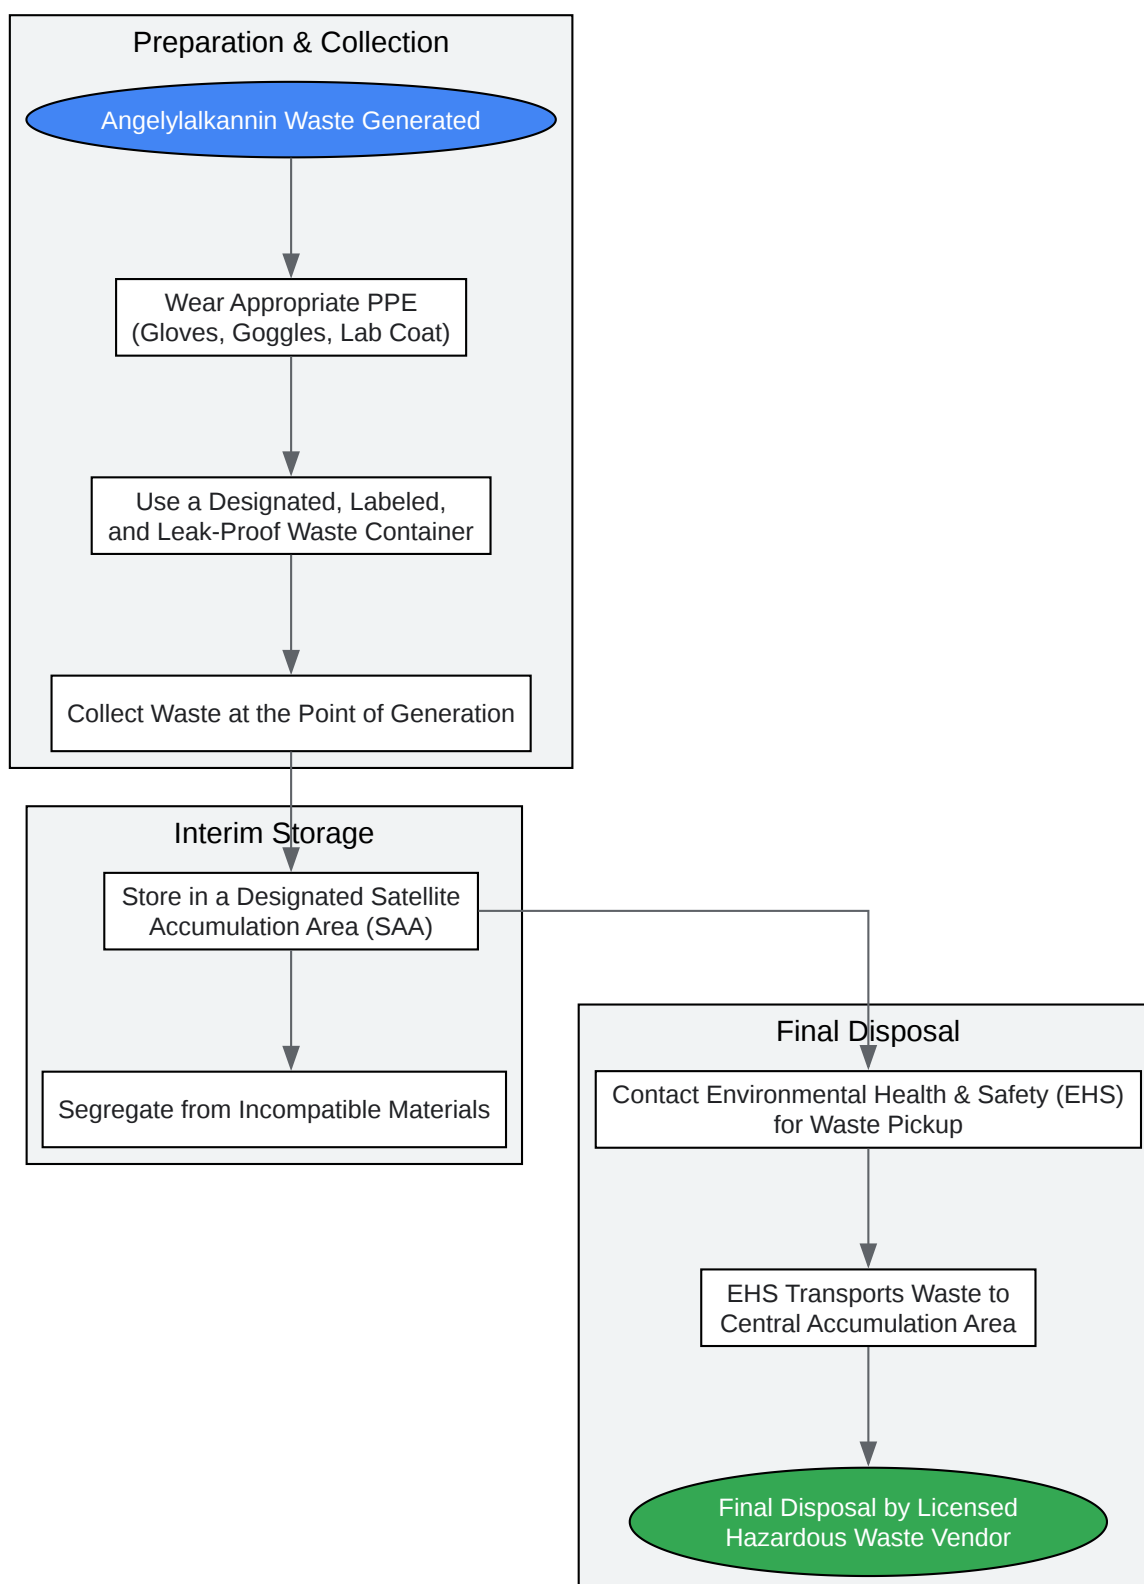 Preparation & Collection
Angelylalkannin Waste Generated
Wear Appropriate PPE
(Gloves, Goggles, Lab Coat)
Use a Designated, Labeled,
and Leak-Proof Waste Container
Collect Waste at the Point of Generation
Interim Storage
Store in a Designated Satellite
Accumulation Area (SAA)
Segregate from Incompatible Materials
Final Disposal
Contact Environmental Health & Safety (EHS)
for Waste Pickup
EHS Transports Waste to
Central Accumulation Area
Final Disposal by Licensed
Hazardous Waste Vendor